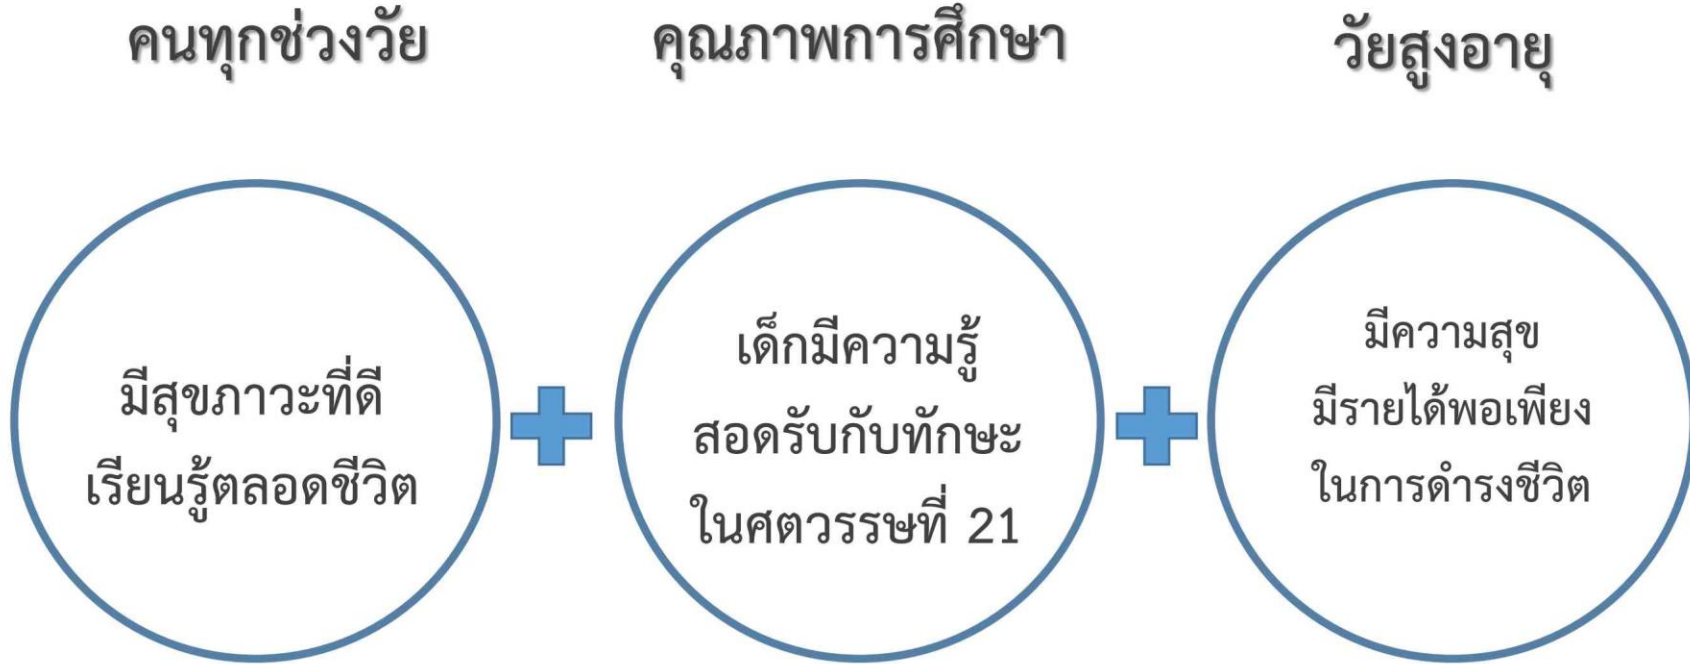 คนทุกช่วงวัย
คุณภาพการศึกษา
วัยสูงอายุ
มีสุขภาวะที่ดี
เรียนรู้ตลอดชีวิต
เด็กมีความรู้
สอดรับกับทักษะ
ในศตวรรษที่ 21
มีความสุข
มีรายได้พอเพียง
ในการดำรงชีวิต